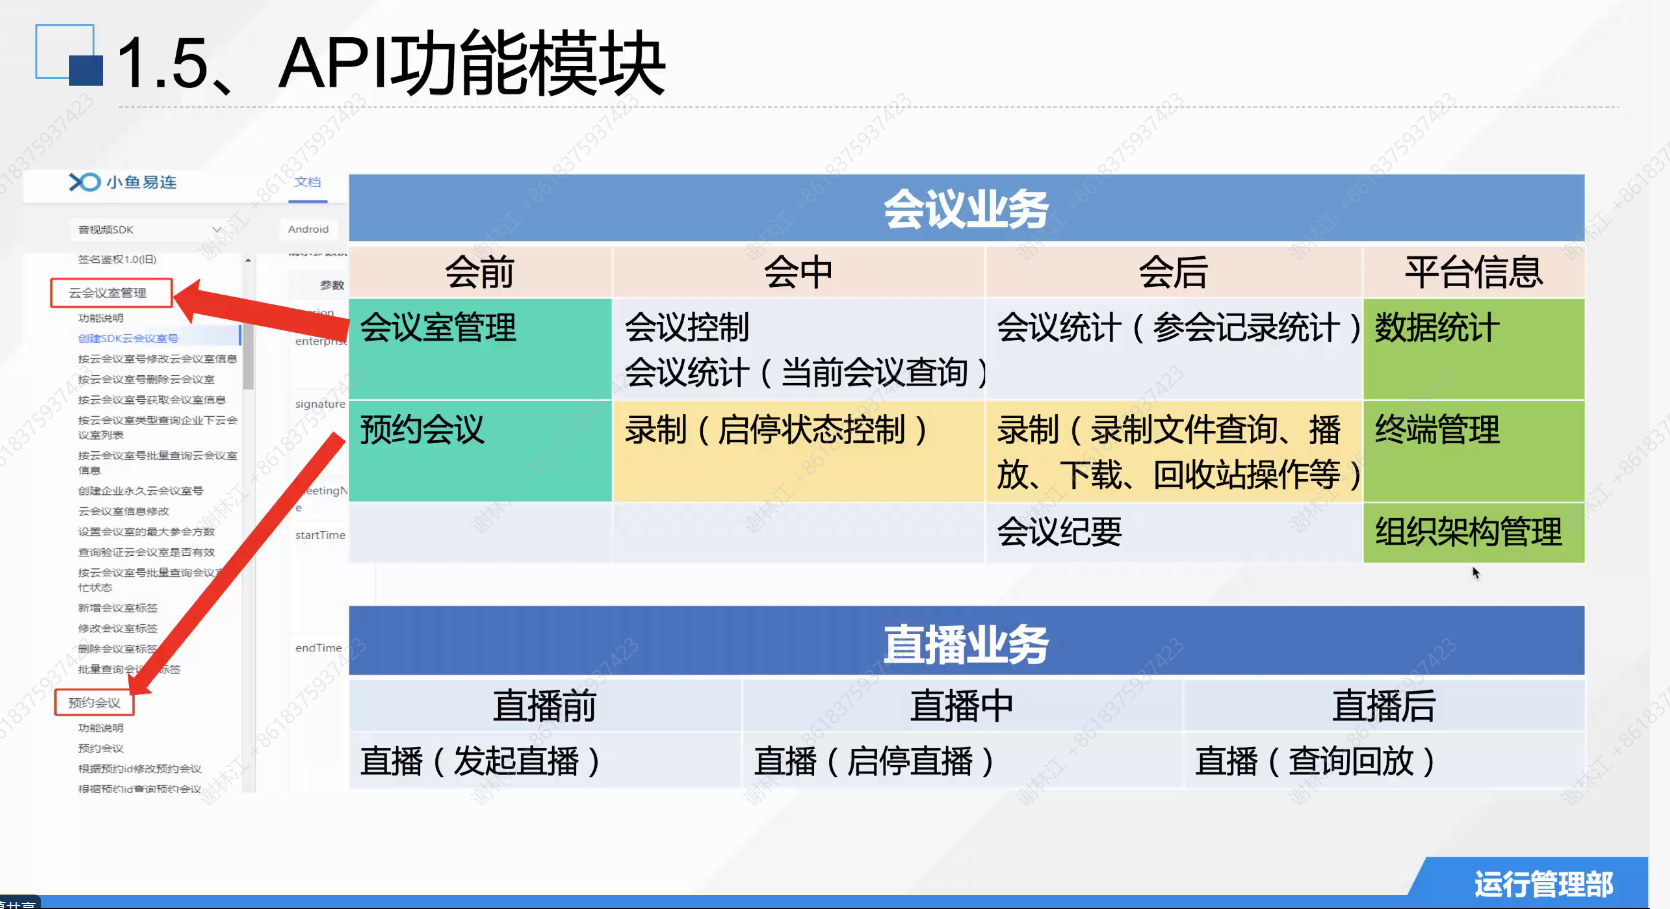 1.5、API功能模块
小鱼易连
文档
音视频SDK
Android
签名鉴权1.0(旧)
云会议室管理
参数
功能说明
创建SDK云会议室号
enterprise
按云会议室号修改云会议室信息
按云会议室号删除云会议室
按云会议室号获取会议室信息
signature
按云会议室类型查询企业下云会
议室列表
按云会议室号批量查询云会议室
信息
创建企业永久云会议室号
云会议室信息修改
设置会议室的最大参会方数
startTime
查询验证云会议室是否有效
按云会议室号批量查询会议室
忙状态
新增会议室标签
修改会议室标签
删除会议室标签
endTime
批量查询会议 标签
预约会议
功能说明
预约会议
根据预约id修改预约会议
根据预约id查询预约会议
会议业务
会前 会中 会后 平台信息
会议室管理 会议控制 会议统计（参会记录统计） 数据统计
会议统计（当前会议查询）
预约会议 录制（启停状态控制） 录制（录制文件查询、播 终端管理
放、下载、回收站操作等）
会议纪要 组织架构管理
直播业务
直播前 直播中 直播后
直播（发起直播） 直播（启停直播） 直播（查询回放）
运行管理部
谢林江 +8618375937423